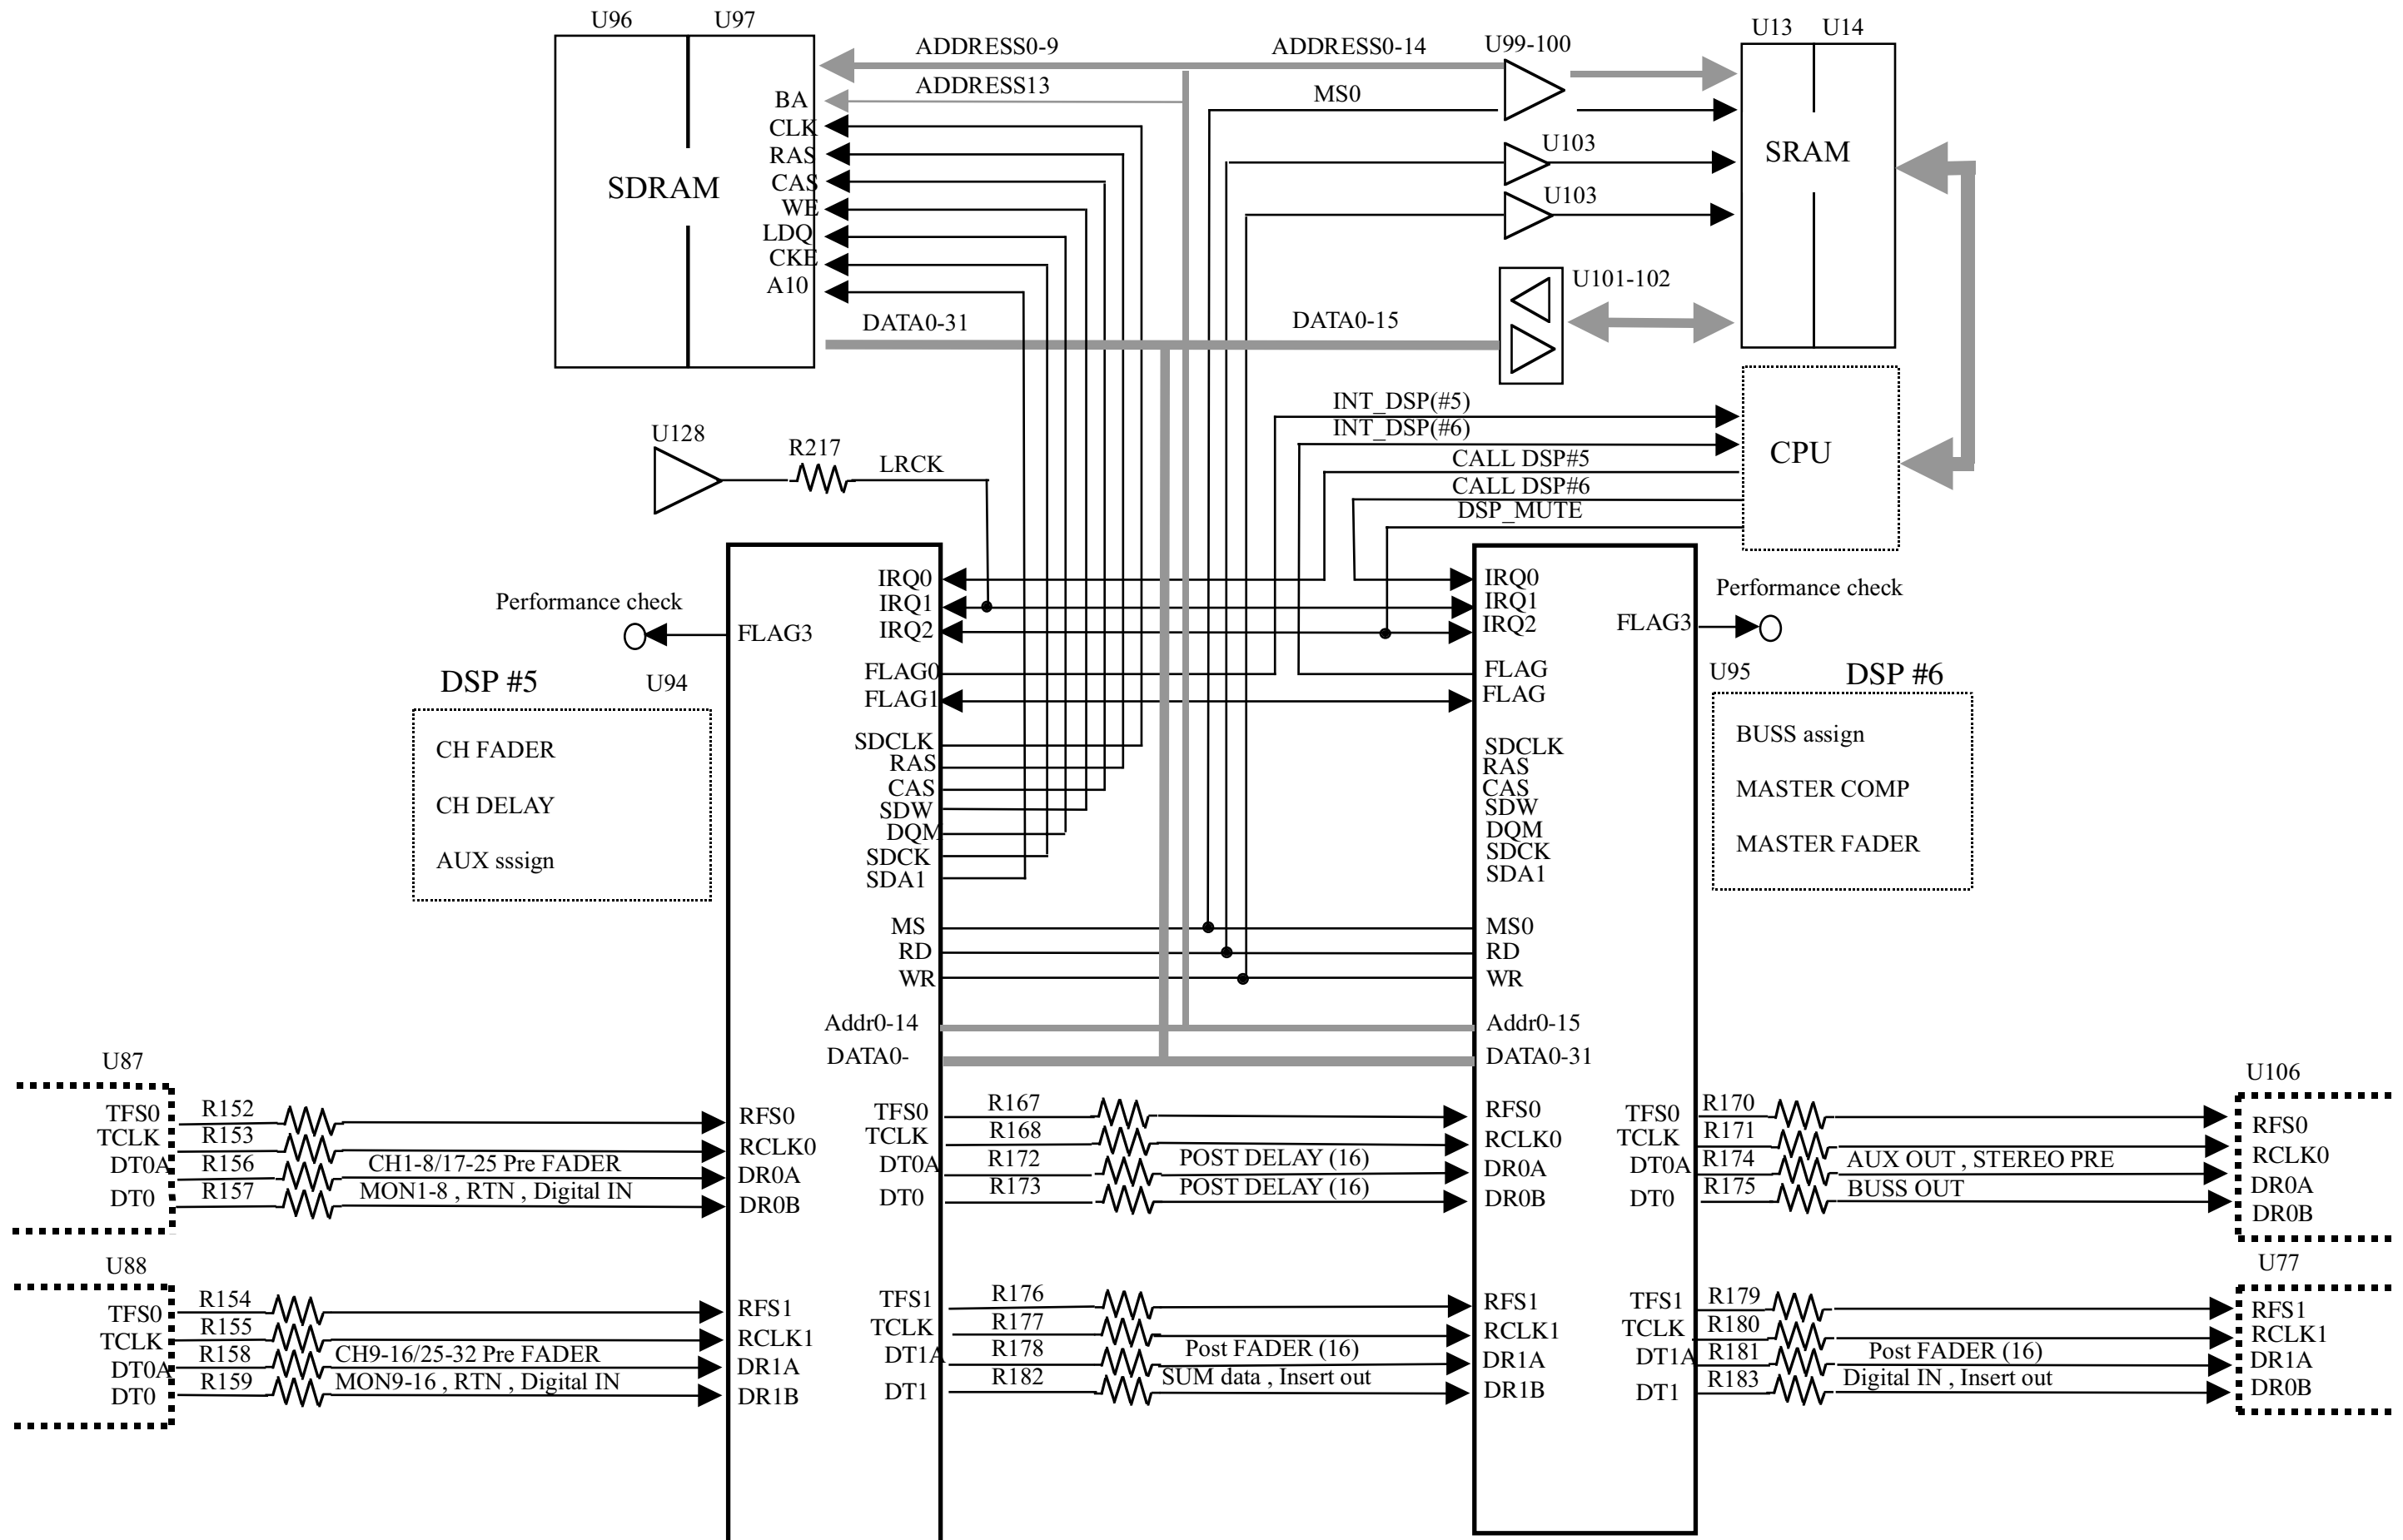 U96 U97
U13 U14
ADDRESS0-9 ADDRESS0-14 U99-100
ADDRESS13 MS0
BA
CLK
RAS
CAS
WE
LDQ
CKE
A10
SDRAM
U103
U103
SRAM
U101-102
DATA0-31 DATA0-15
INT_DSP(#5)
INT_DSP(#6)
CALL DSP#5
CALL DSP#6
DSP_MUTE
CPU
U128
R217
LRCK
Performance check
FLAG3
DSP #5 U94
CH FADER
CH DELAY
AUX sssign
IRQ0
IRQ1
IRQ2
FLAG0
FLAG1
SDCLK
RAS
CAS
SDW
DQM
SDCK
SDA1
MS
RD
WR
Addr0-14
DATA0-
IRQ0
IRQ1
IRQ2
FLAG
FLAG
SDCLK
RAS
CAS
SDW
DQM
SDCK
SDA1
MS0
RD
WR
Addr0-15
DATA0-31
Performance check
FLAG3
U95 DSP #6
BUSS assign
MASTER COMP
MASTER FADER
U87
TFS0 R152 RFS0
TCLK R153 RCLK0
DT0A R156 CH1-8/17-25 Pre FADER DR0A
DT0 R157 MON1-8 , RTN , Digital IN DR0B
U88
TFS0 R154 RFS1
TCLK R155 RCLK1
DT0A R158 CH9-16/25-32 Pre FADER DR1A
DT0 R159 MON9-16 , RTN , Digital IN DR1B
TFS0 R167 RFS0
TCLK R168 RCLK0
DT0A R172 POST DELAY (16) DR0A
DT0 R173 POST DELAY (16) DR0B
TFS1 R176 RFS1
TCLK R177 RCLK1
DT1A R178 Post FADER (16) DR1A
DT1 R182 SUM data , Insert out DR1B
U106
TFS0 R170 RFS0
TCLK R171 RCLK0
DT0A R174 AUX OUT , STEREO PRE DR0A
DT0 R175 BUSS OUT DR0B
U77
TFS1 R179 RFS1
TCLK R180 RCLK1
DT1A R181 Post FADER (16) DR1A
DT1 R183 Digital IN , Insert out DR0B